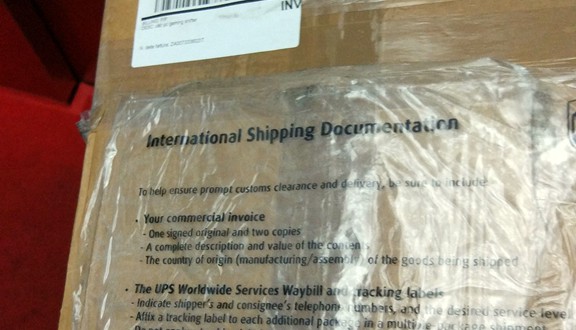 INV
International Shipping Documentation
To help ensure prompt customs clearance and delivery, be sure to include:
• Your commercial invoice
- One signed original and two copies
- A complete description and value of the contents
- The country of origin (manufacturing/assembly) of the goods being shipped
• The UPS Worldwide Services Waybill and tracking labels
- Indicate shipper's and consignee's telephone numbers, and the desired service level
- Affix a tracking label to each additional package in a multiple package shipment